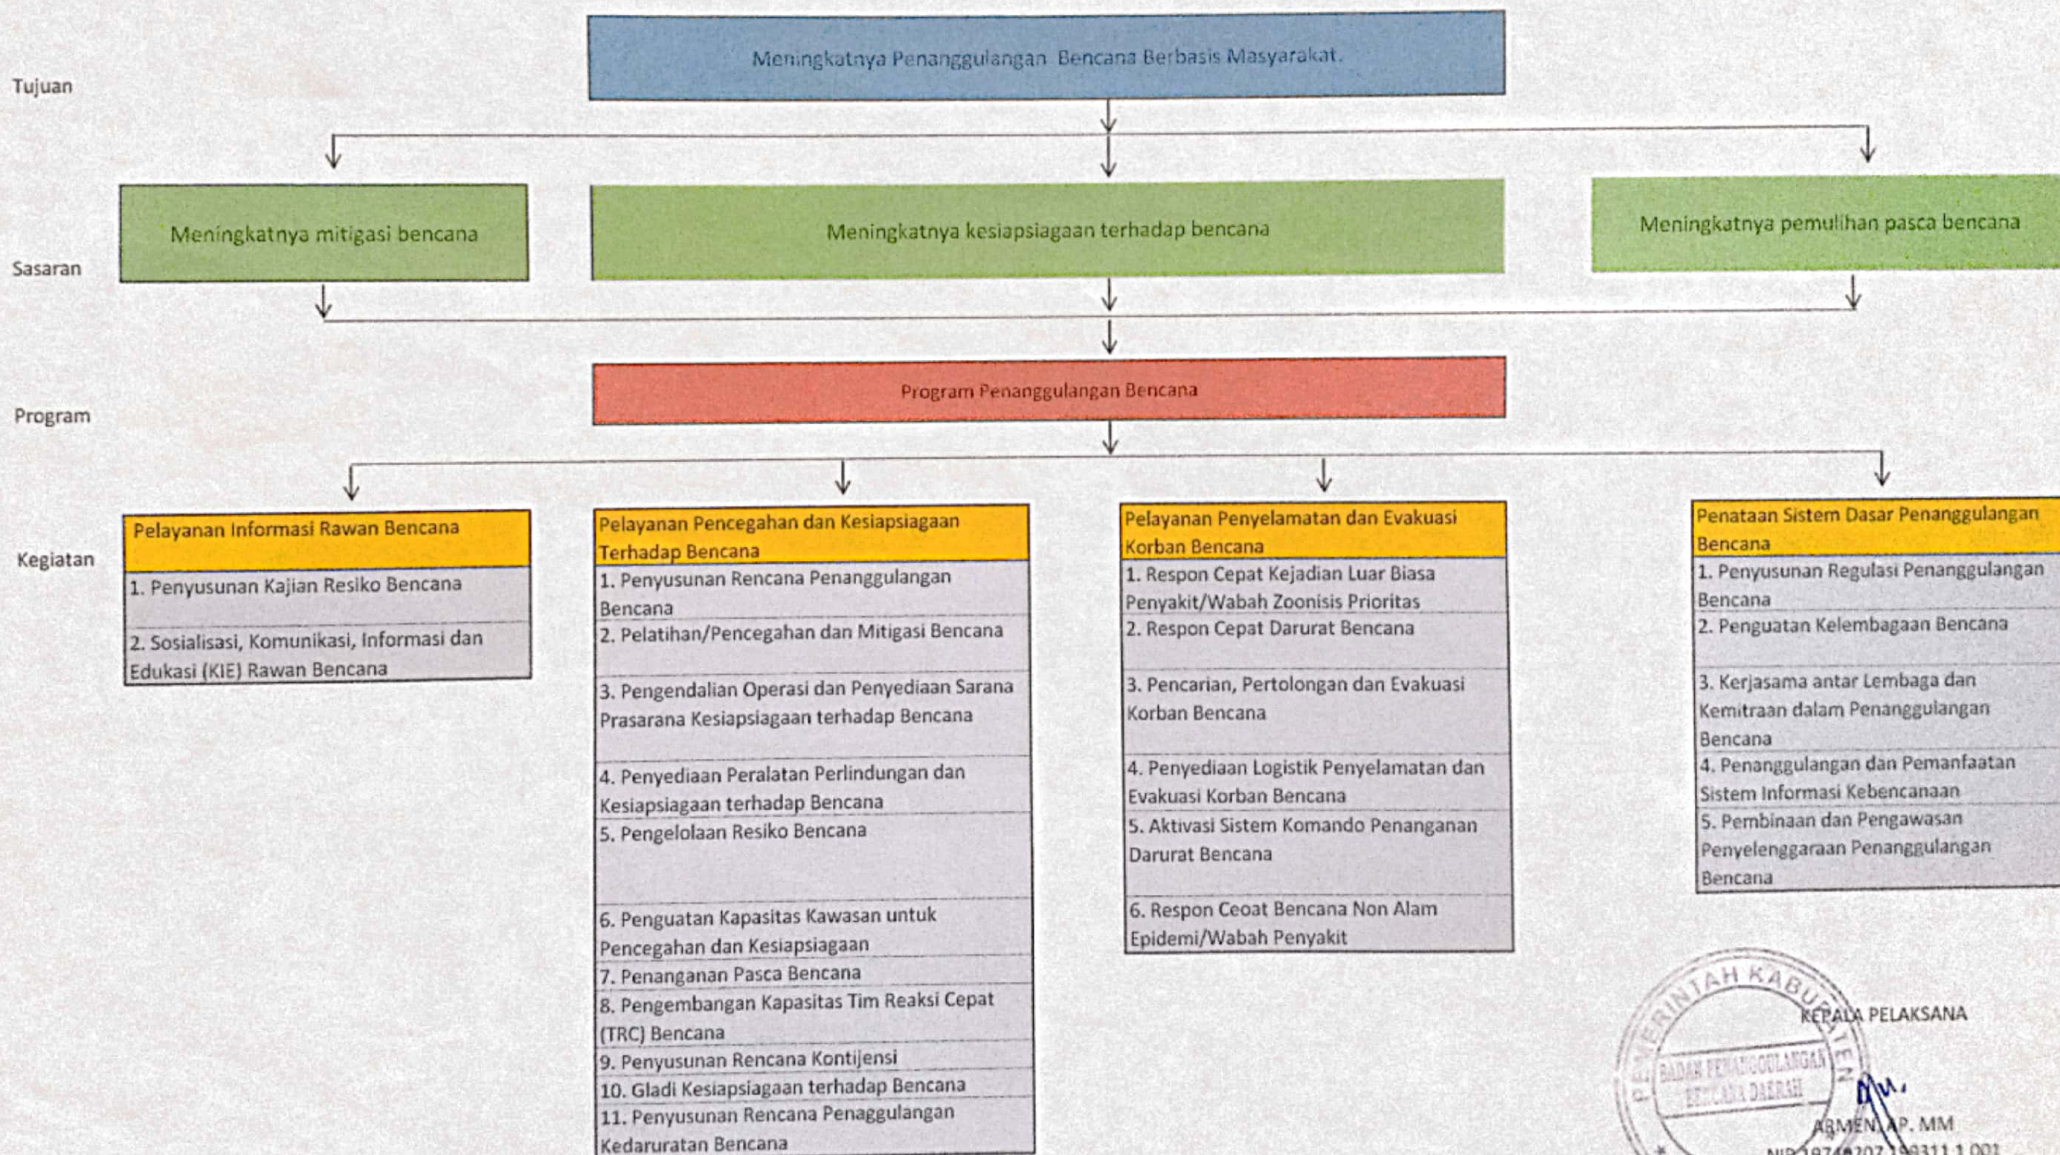 Tujuan
Meningkatnya Penanggulangan Bencana Berbasis Masyarakat.
Sasaran
Meningkatnya mitigasi bencana
Meningkatnya kesiapsiagaan terhadap bencana
Meningkatnya pemulihan pasca bencana
Program
Program Penanggulangan Bencana
Kegiatan
Pelayanan Informasi Rawan Bencana
1. Penyusunan Kajian Resiko Bencana
2. Sosialisasi, Komunikasi, Informasi dan
Edukasi (KIE) Rawan Bencana
Pelayanan Pencegahan dan Kesiapsiagaan
Terhadap Bencana
1. Penyusunan Rencana Penanggulangan
Bencana
2. Pelatihan/Pencegahan dan Mitigasi Bencana
3. Pengendalian Operasi dan Penyediaan Sarana
Prasarana Kesiapsiagaan terhadap Bencana
4. Penyediaan Peralatan Perlindungan dan
Kesiapsiagaan terhadap Bencana
5. Pengelolaan Resiko Bencana
6. Penguatan Kapasitas Kawasan untuk
Pencegahan dan Kesiapsiagaan
7. Penanganan Pasca Bencana
8. Pengembangan Kapasitas Tim Reaksi Cepat
(TRC) Bencana
9. Penyusunan Rencana Kontijensi
10. Gladi Kesiapsiagaan terhadap Bencana
11. Penyusunan Rencana Penaggulangan
Kedaruratan Bencana
Pelayanan Penyelamatan dan Evakuasi
Korban Bencana
1. Respon Cepat Kejadian Luar Biasa
Penyakit/Wabah Zoonisis Prioritas
2. Respon Cepat Darurat Bencana
3. Pencarian, Pertolongan dan Evakuasi
Korban Bencana
4. Penyediaan Logistik Penyelamatan dan
Evakuasi Korban Bencana
5. Aktivasi Sistem Komando Penanganan
Darurat Bencana
6. Respon Ceoat Bencana Non Alam
Epidemi/Wabah Penyakit
Penataan Sistem Dasar Penanggulangan
Bencana
1. Penyusunan Regulasi Penanggulangan
Bencana
2. Penguatan Kelembagaan Bencana
3. Kerjasama antar Lembaga dan
Kemitraan dalam Penanggulangan
Bencana
4. Penanggulangan dan Pemanfaatan
Sistem Informasi Kebencanaan
5. Pembinaan dan Pengawasan
Penyelenggaraan Penanggulangan
Bencana
KEPALA PELAKSANA
PEMERINTAH KABUPATEN
BADAN PENANGGULANGAN
BENCANA DAERAH
ARMEN, AP. MM
NIP